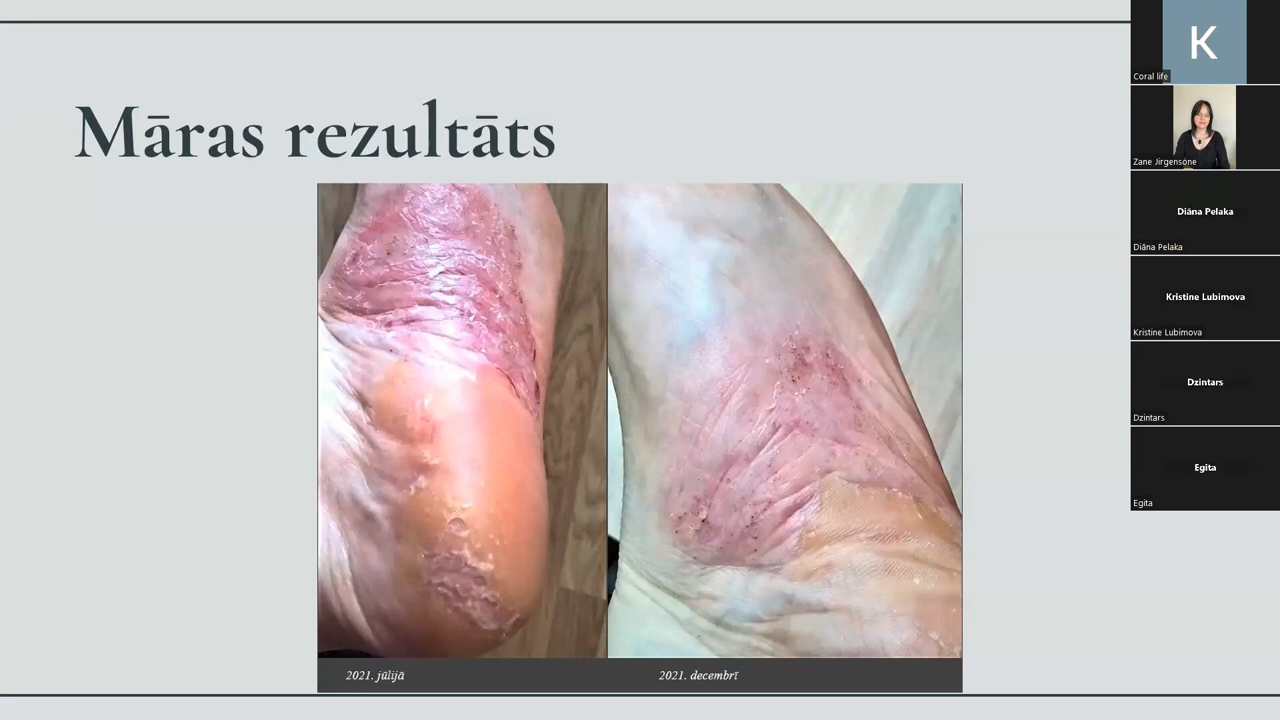 Māras rezultāts
2021. jūlijā
2021. decembrī
K
Coral life
Zane Jirgensone
Diāna Pelaka
Diāna Pelaka
Kristine Lubimova
Kristine Lubimova
Dzintars
Dzintars
Egita
Egita